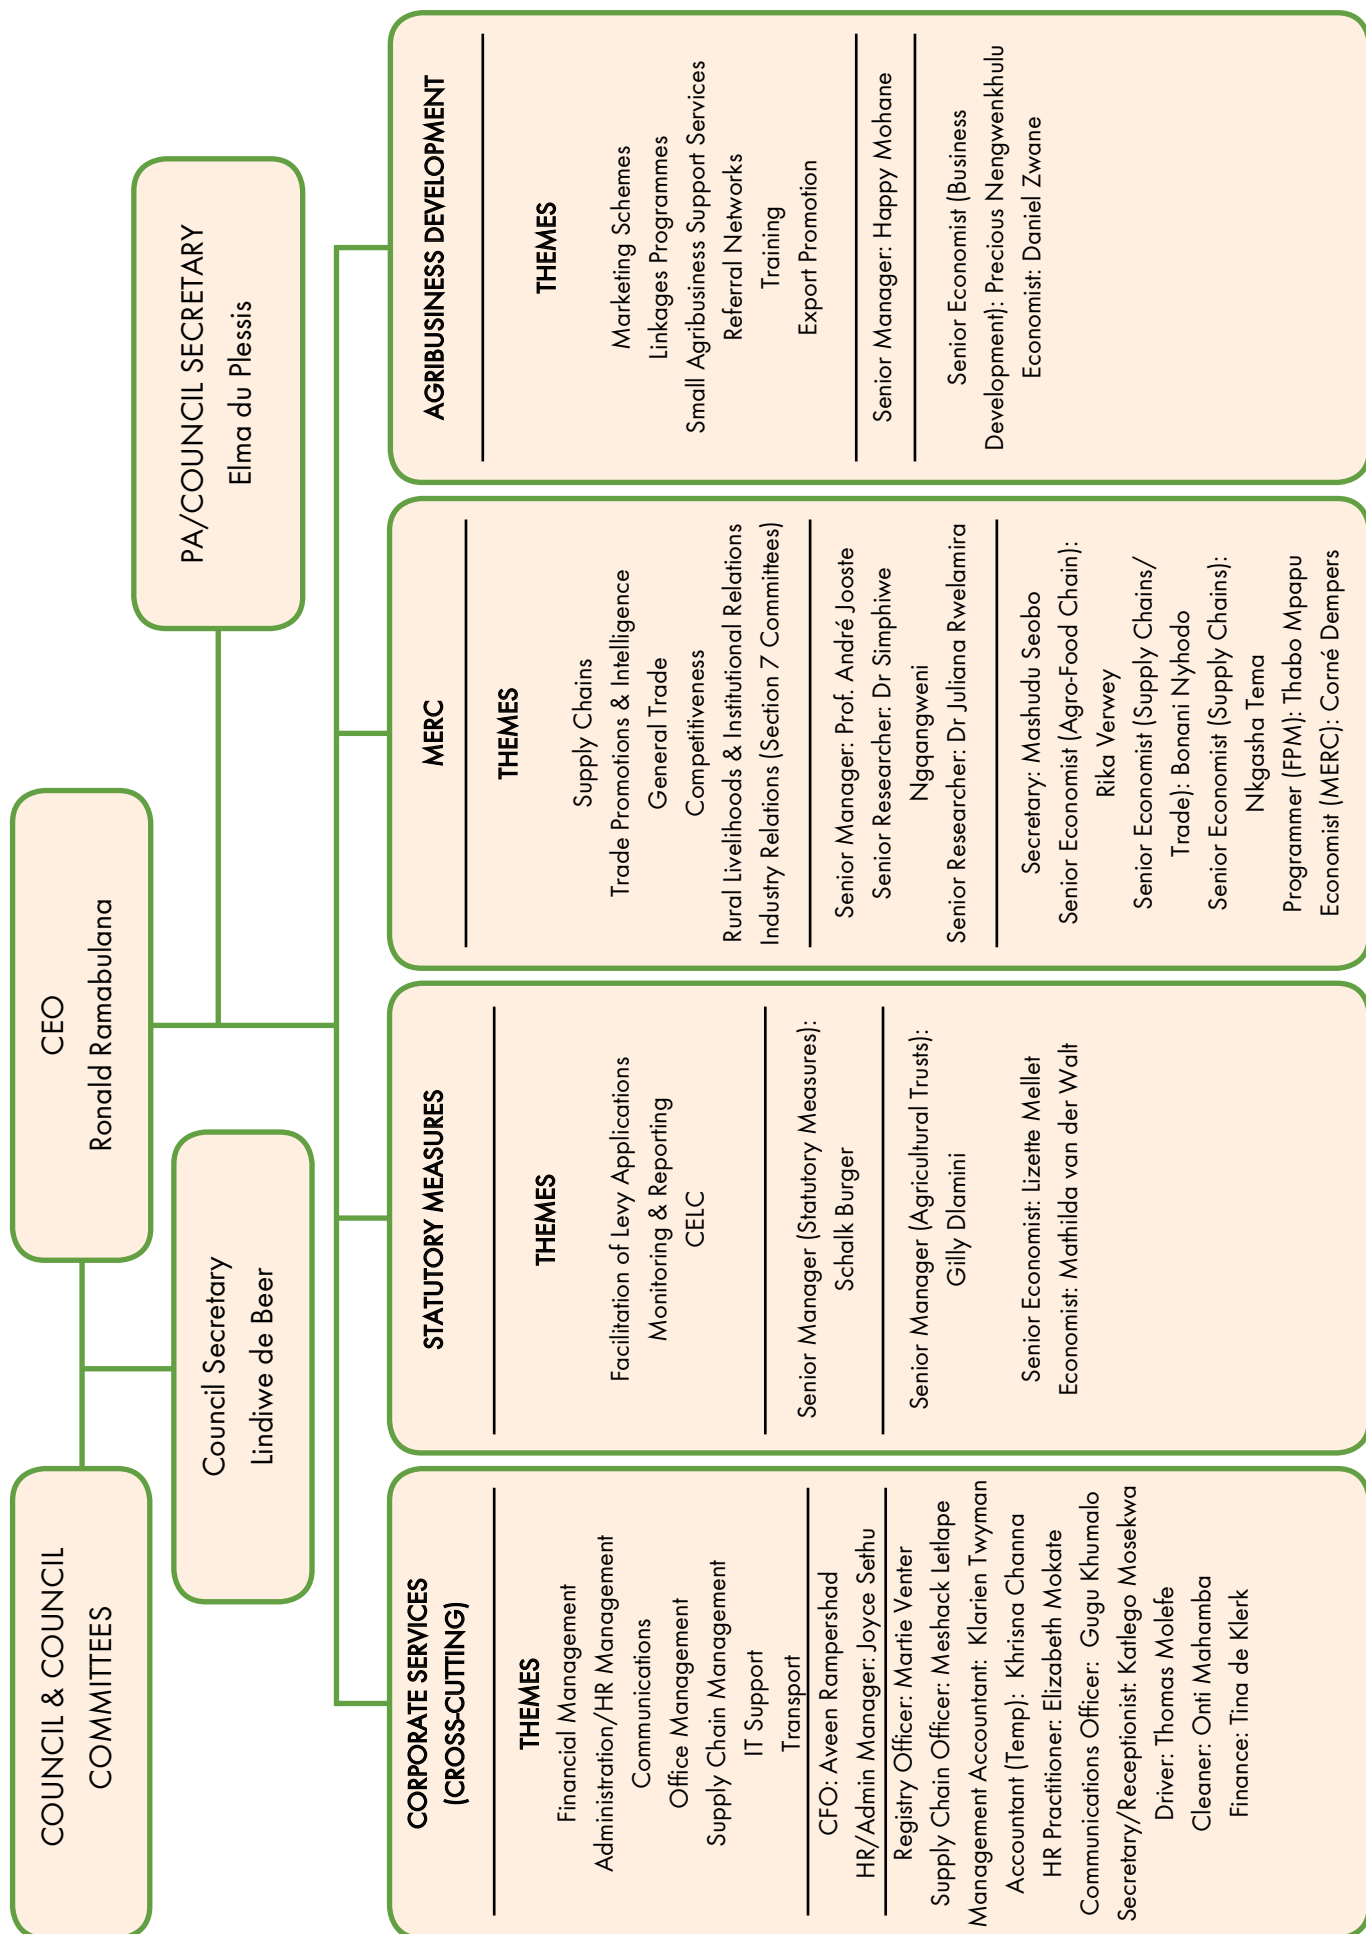 COUNCIL & COUNCIL
COMMITTEES
CEO
Ronald Ramabulana
Council Secretary
Lindiwe de Beer
PA/COUNCIL SECRETARY
Elma du Plessis
CORPORATE SERVICES
(CROSS-CUTTING)
THEMES
Financial Management
Administration/HR Management
Communications
Office Management
Supply Chain Management
IT Support
Transport
CFO: Aveen Rampershad
HR/Admin Manager: Joyce Sethu
Registry Officer: Martie Venter
Supply Chain Officer: Meshack Letlape
Management Accountant: Klarien Twyman
Accountant (Temp): Khrisna Channa
HR Practitioner: Elizabeth Mokate
Communications Officer: Gugu Khumalo
Secretary/Receptionist: Katlego Mosekwa
Driver: Thomas Molefe
Cleaner: Onti Mahamba
Finance: Tina de Klerk
STATUTORY MEASURES
THEMES
Facilitation of Levy Applications
Monitoring & Reporting
CELC
Senior Manager (Statutory Measures):
Schalk Burger
Senior Manager (Agricultural Trusts):
Gilly Dlamini
Senior Economist: Lizette Mellet
Economist: Mathilda van der Walt
MERC
THEMES
Supply Chains
Trade Promotions & Intelligence
General Trade
Competitiveness
Rural Livelihoods & Institutional Relations
Industry Relations (Section 7 Committees)
Senior Manager: Prof. André Jooste
Senior Researcher: Dr Simphiwe
Ngqangweni
Senior Researcher: Dr Juliana Rwelamira
Secretary: Mashudu Seobo
Senior Economist (Agro-Food Chain):
Rika Verwey
Senior Economist (Supply Chains/
Trade): Bonani Nyhodo
Senior Economist (Supply Chains):
Nkgasha Tema
Programmer (FPM): Thabo Mpapu
Economist (MERC): Corné Dempers
AGRIBUSINESS DEVELOPMENT
THEMES
Marketing Schemes
Linkages Programmes
Small Agribusiness Support Services
Referral Networks
Training
Export Promotion
Senior Manager: Happy Mohane
Senior Economist (Business
Development): Precious Nengwenkhulu
Economist: Daniel Zwane